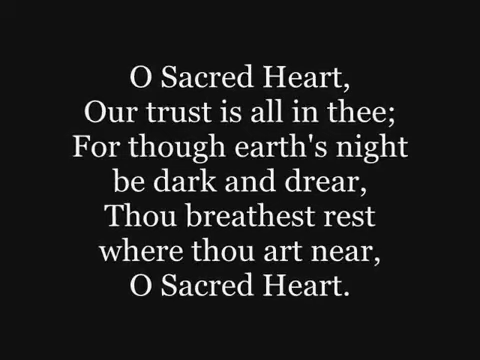 O Sacred Heart,
Our trust is all in thee;
For though earth's night
be dark and drear,
Thou breathest rest
where thou art near,
O Sacred Heart.